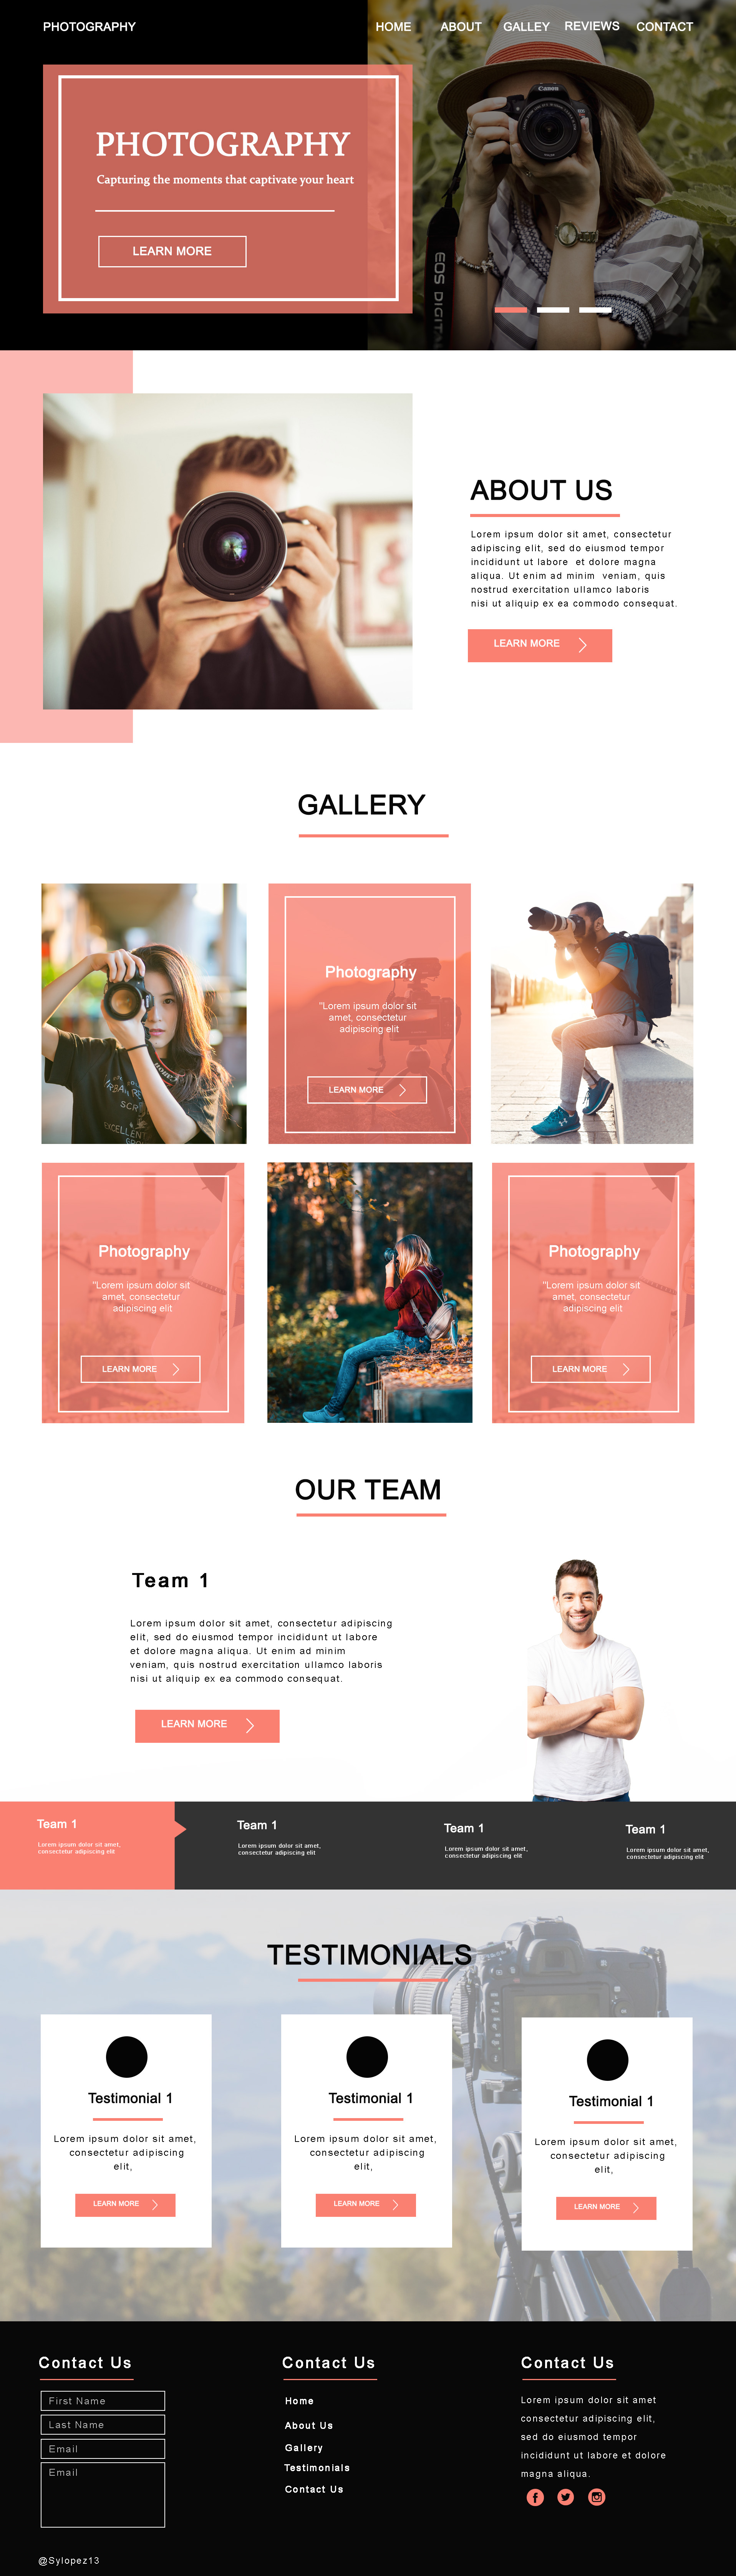 PHOTOGRAPHY
HOME ABOUT GALLEY REVIEWS CONTACT
PHOTOGRAPHY
Capturing the moments that captivate your heart
LEARN MORE
Canon
EOS DIGITAL
ABOUT US
Lorem ipsum dolor sit amet, consectetur
adipiscing elit, sed do eiusmod tempor
incididunt ut labore et dolore magna
aliqua. Ut enim ad minim veniam, quis
nostrud exercitation ullamco laboris
nisi ut aliquip ex ea commodo consequat.
LEARN MORE
GALLERY
Photography
"Lorem ipsum dolor sit
amet, consectetur
adipiscing elit
LEARN MORE
Photography
"Lorem ipsum dolor sit
amet, consectetur
adipiscing elit
LEARN MORE
Photography
"Lorem ipsum dolor sit
amet, consectetur
adipiscing elit
LEARN MORE
OUR TEAM
Team 1
Lorem ipsum dolor sit amet, consectetur adipiscing
elit, sed do eiusmod tempor incididunt ut labore
et dolore magna aliqua. Ut enim ad minim
veniam, quis nostrud exercitation ullamco laboris
nisi ut aliquip ex ea commodo consequat.
LEARN MORE
Team 1
Lorem ipsum dolor sit amet,
consectetur adipiscing elit
Team 1
Lorem ipsum dolor sit amet,
consectetur adipiscing elit
Team 1
Lorem ipsum dolor sit amet,
consectetur adipiscing elit
Team 1
Lorem ipsum dolor sit amet,
consectetur adipiscing elit
TESTIMONIALS
Testimonial 1
Lorem ipsum dolor sit amet,
consectetur adipiscing
elit,
LEARN MORE
Testimonial 1
Lorem ipsum dolor sit amet,
consectetur adipiscing
elit,
LEARN MORE
Testimonial 1
Lorem ipsum dolor sit amet,
consectetur adipiscing
elit,
LEARN MORE
Contact Us
First Name
Last Name
Email
Email
@Sylopez13
Contact Us
Home
About Us
Gallery
Testimonials
Contact Us
Contact Us
Lorem ipsum dolor sit amet
consectetur adipiscing elit,
sed do eiusmod tempor
incididunt ut labore et dolore
magna aliqua.